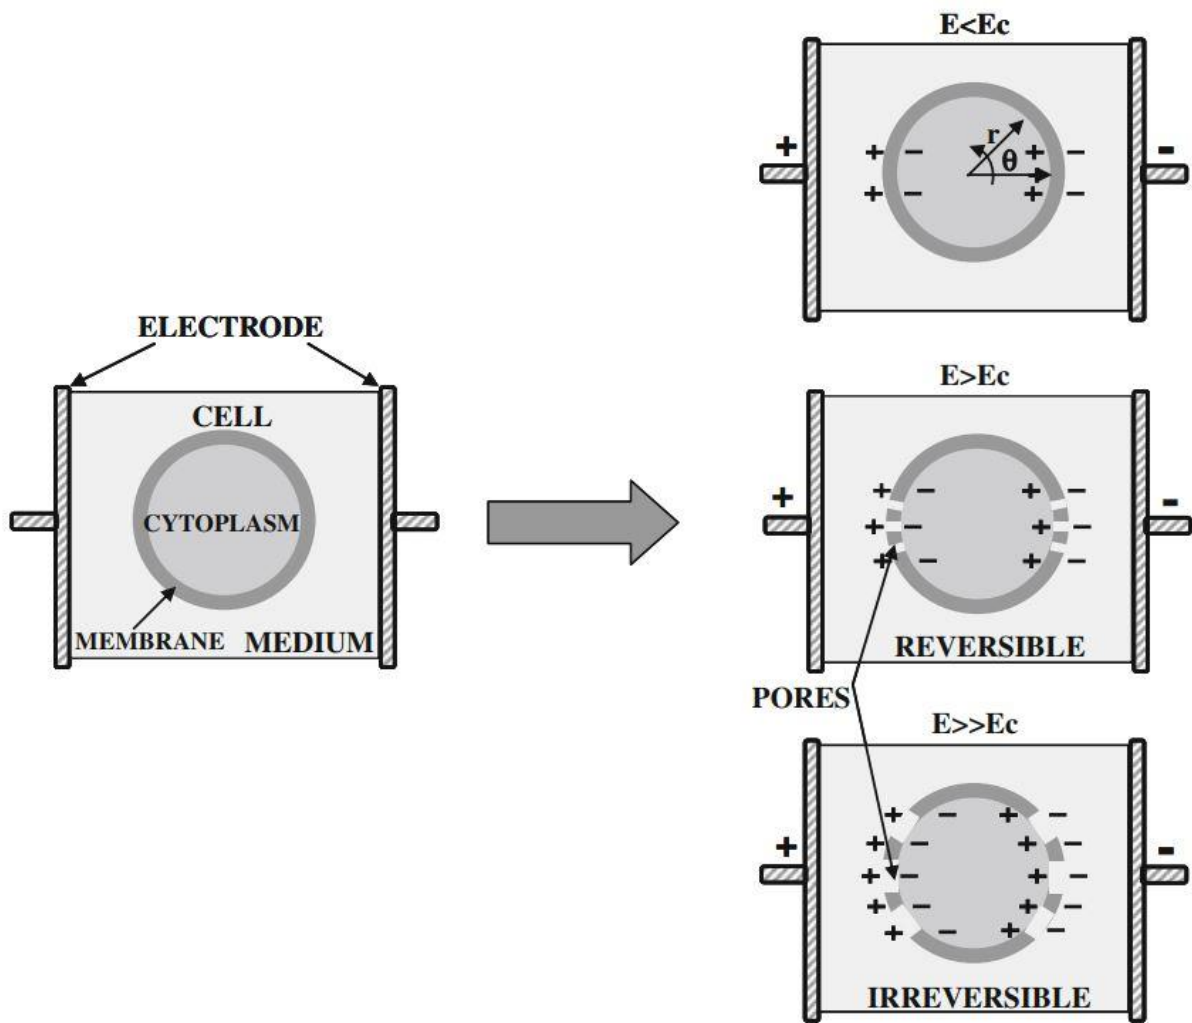 ELECTRODE
CELL
CYTOPLASM
MEMBRANE MEDIUM
E<Ec
+ -
+ - + -
r
θ
+
+ - + -
E>Ec
+ -
+ - + -
+ - + -
+ - + -
REVERSIBLE
PORES
E>>Ec
+ -
+ - + -
+ - + -
+ - + -
+ - + -
+ - + -
IRREVERSIBLE